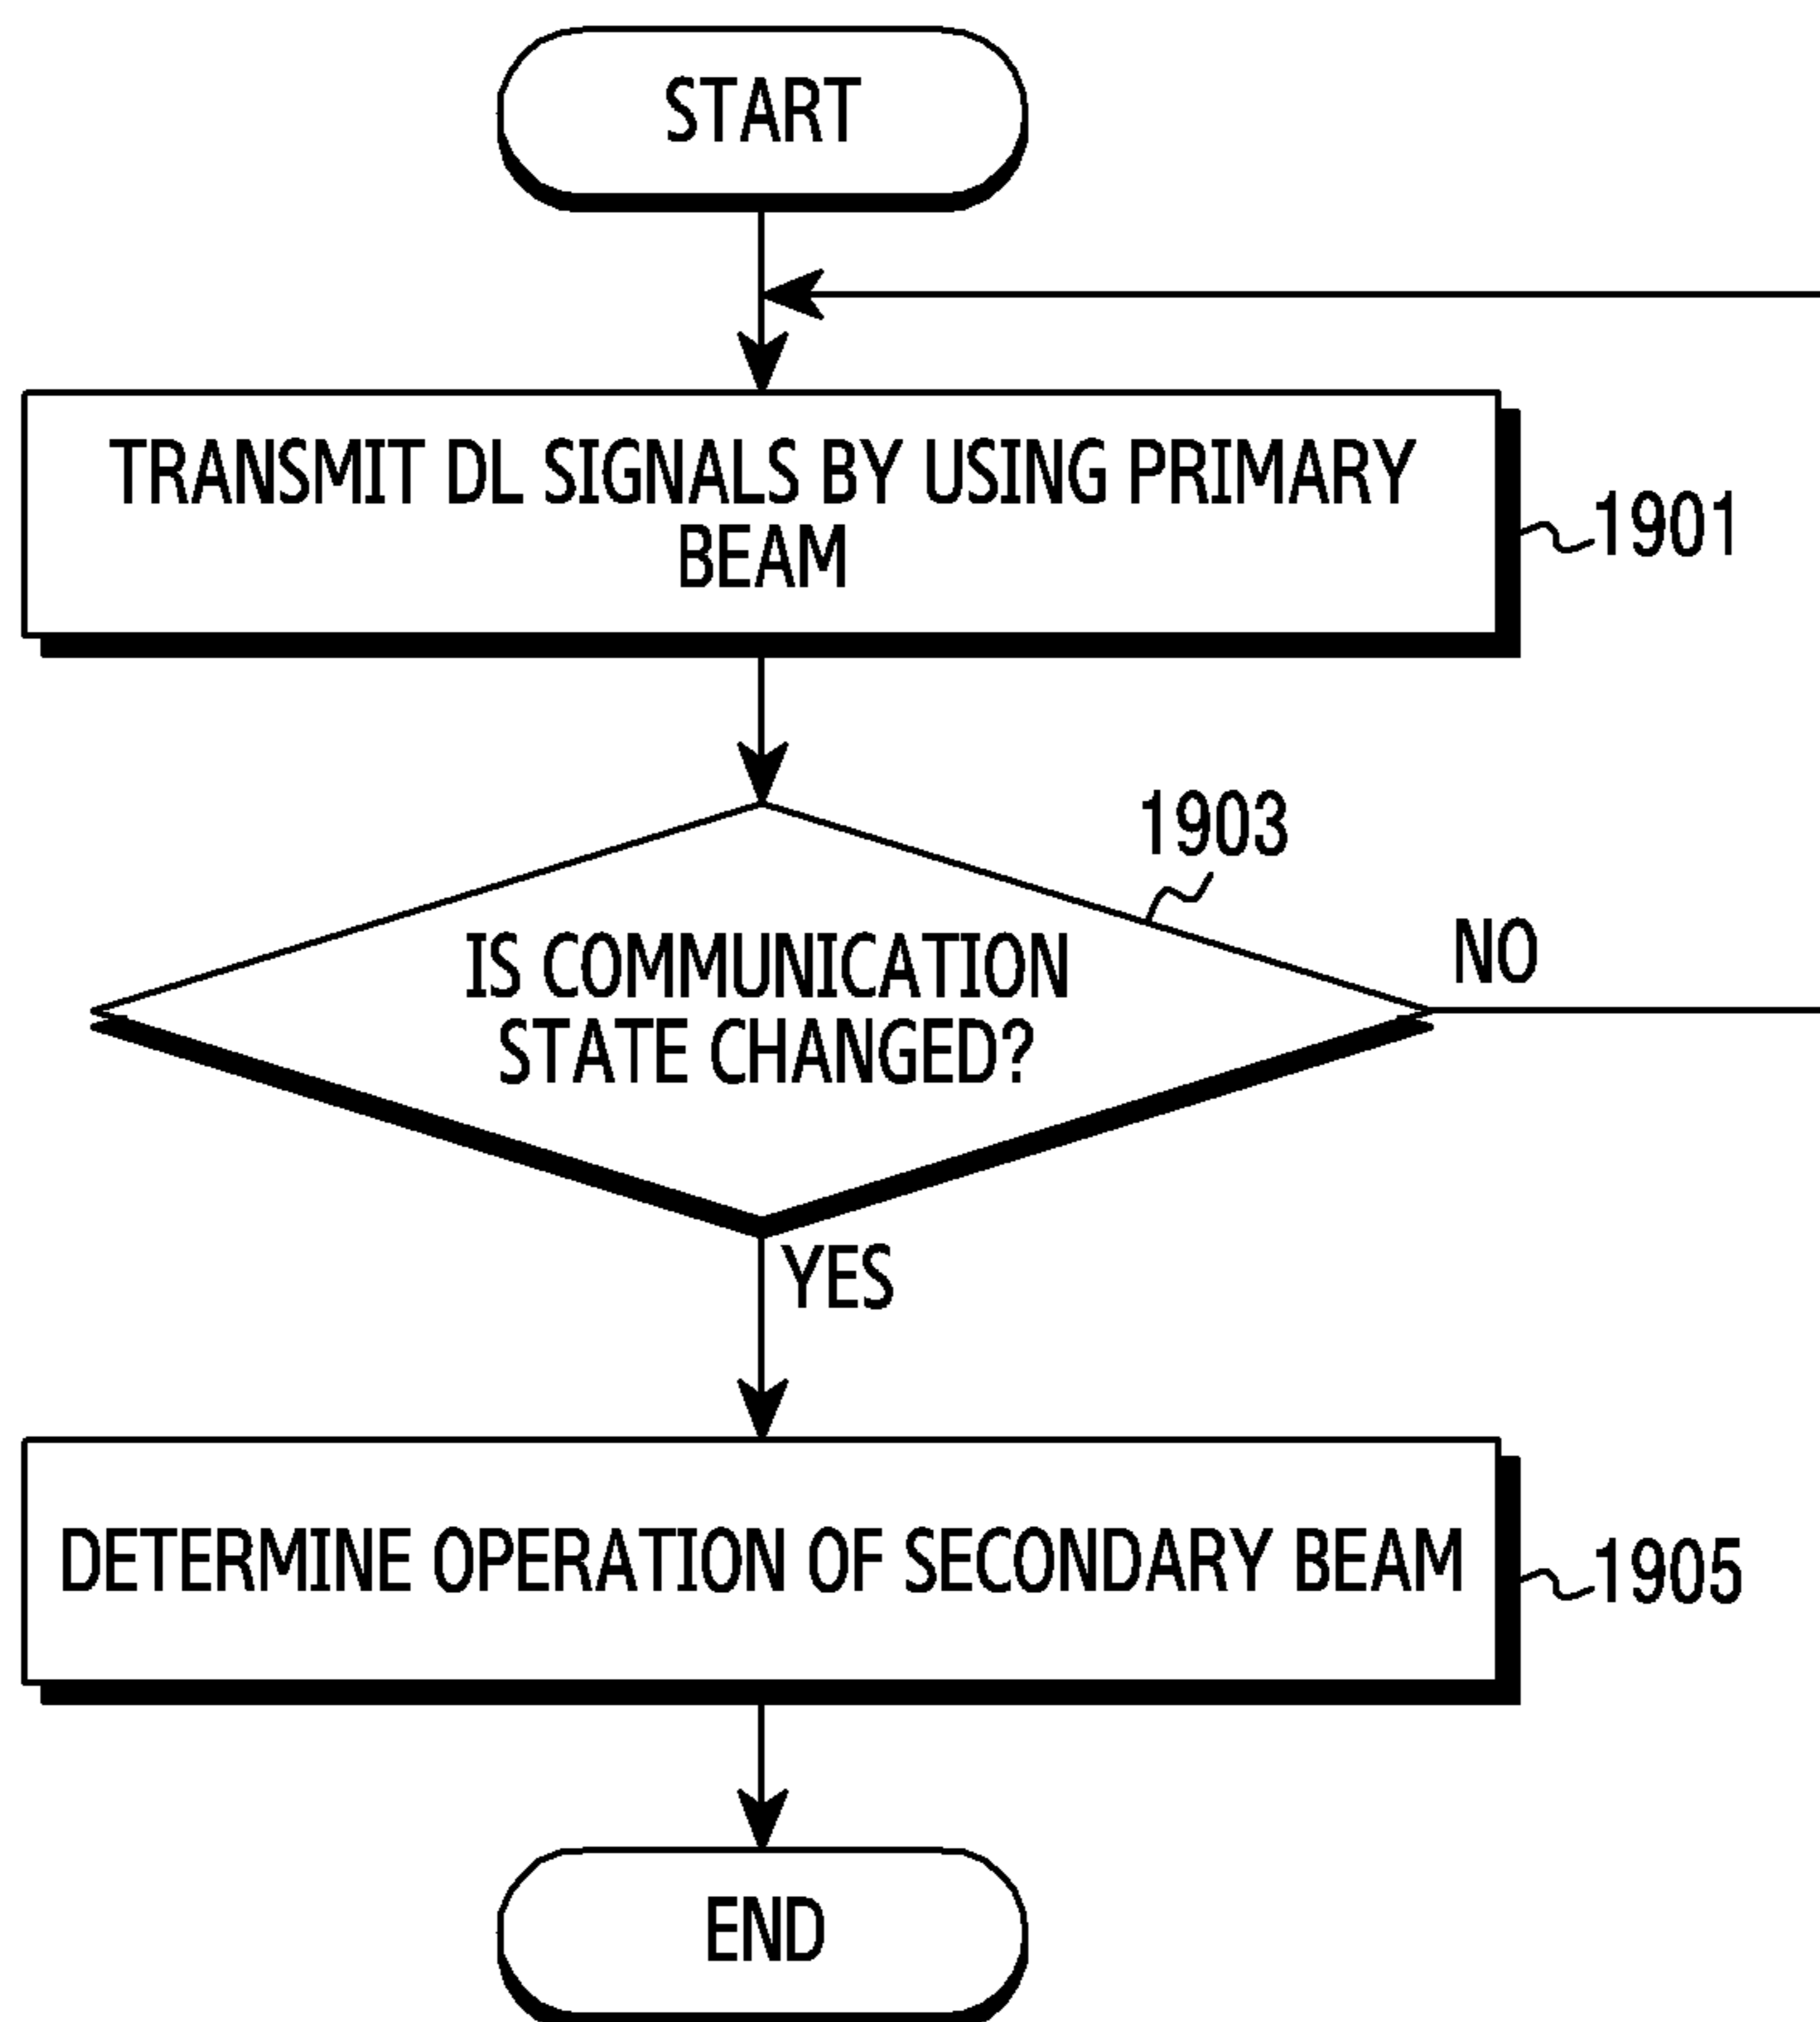 START
TRANSMIT DL SIGNALS BY USING PRIMARY
BEAM
1901
1903
IS COMMUNICATION
STATE CHANGED?
NO
YES
DETERMINE OPERATION OF SECONDARY BEAM
1905
END